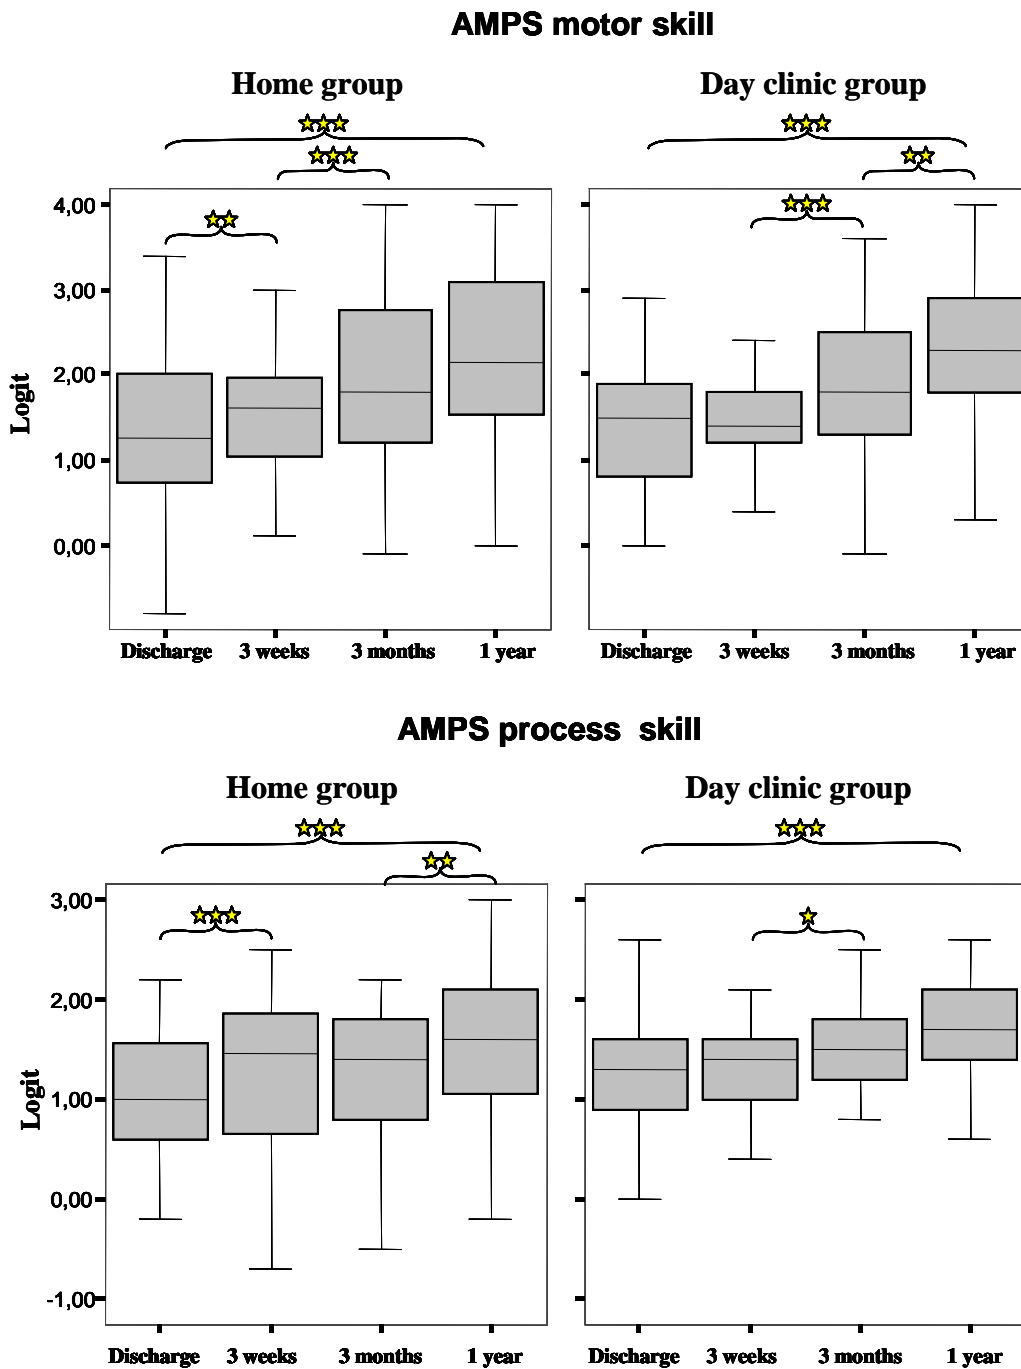 AMPS motor skill
Home group
Day clinic group
4,00
3,00
2,00
1,00
0,00
Logit
Discharge 3 weeks 3 months 1 year
Discharge 3 weeks 3 months 1 year
AMPS process skill
Home group
Day clinic group
3,00
2,00
1,00
0,00
-1,00
Logit
Discharge 3 weeks 3 months 1 year
Discharge 3 weeks 3 months 1 year